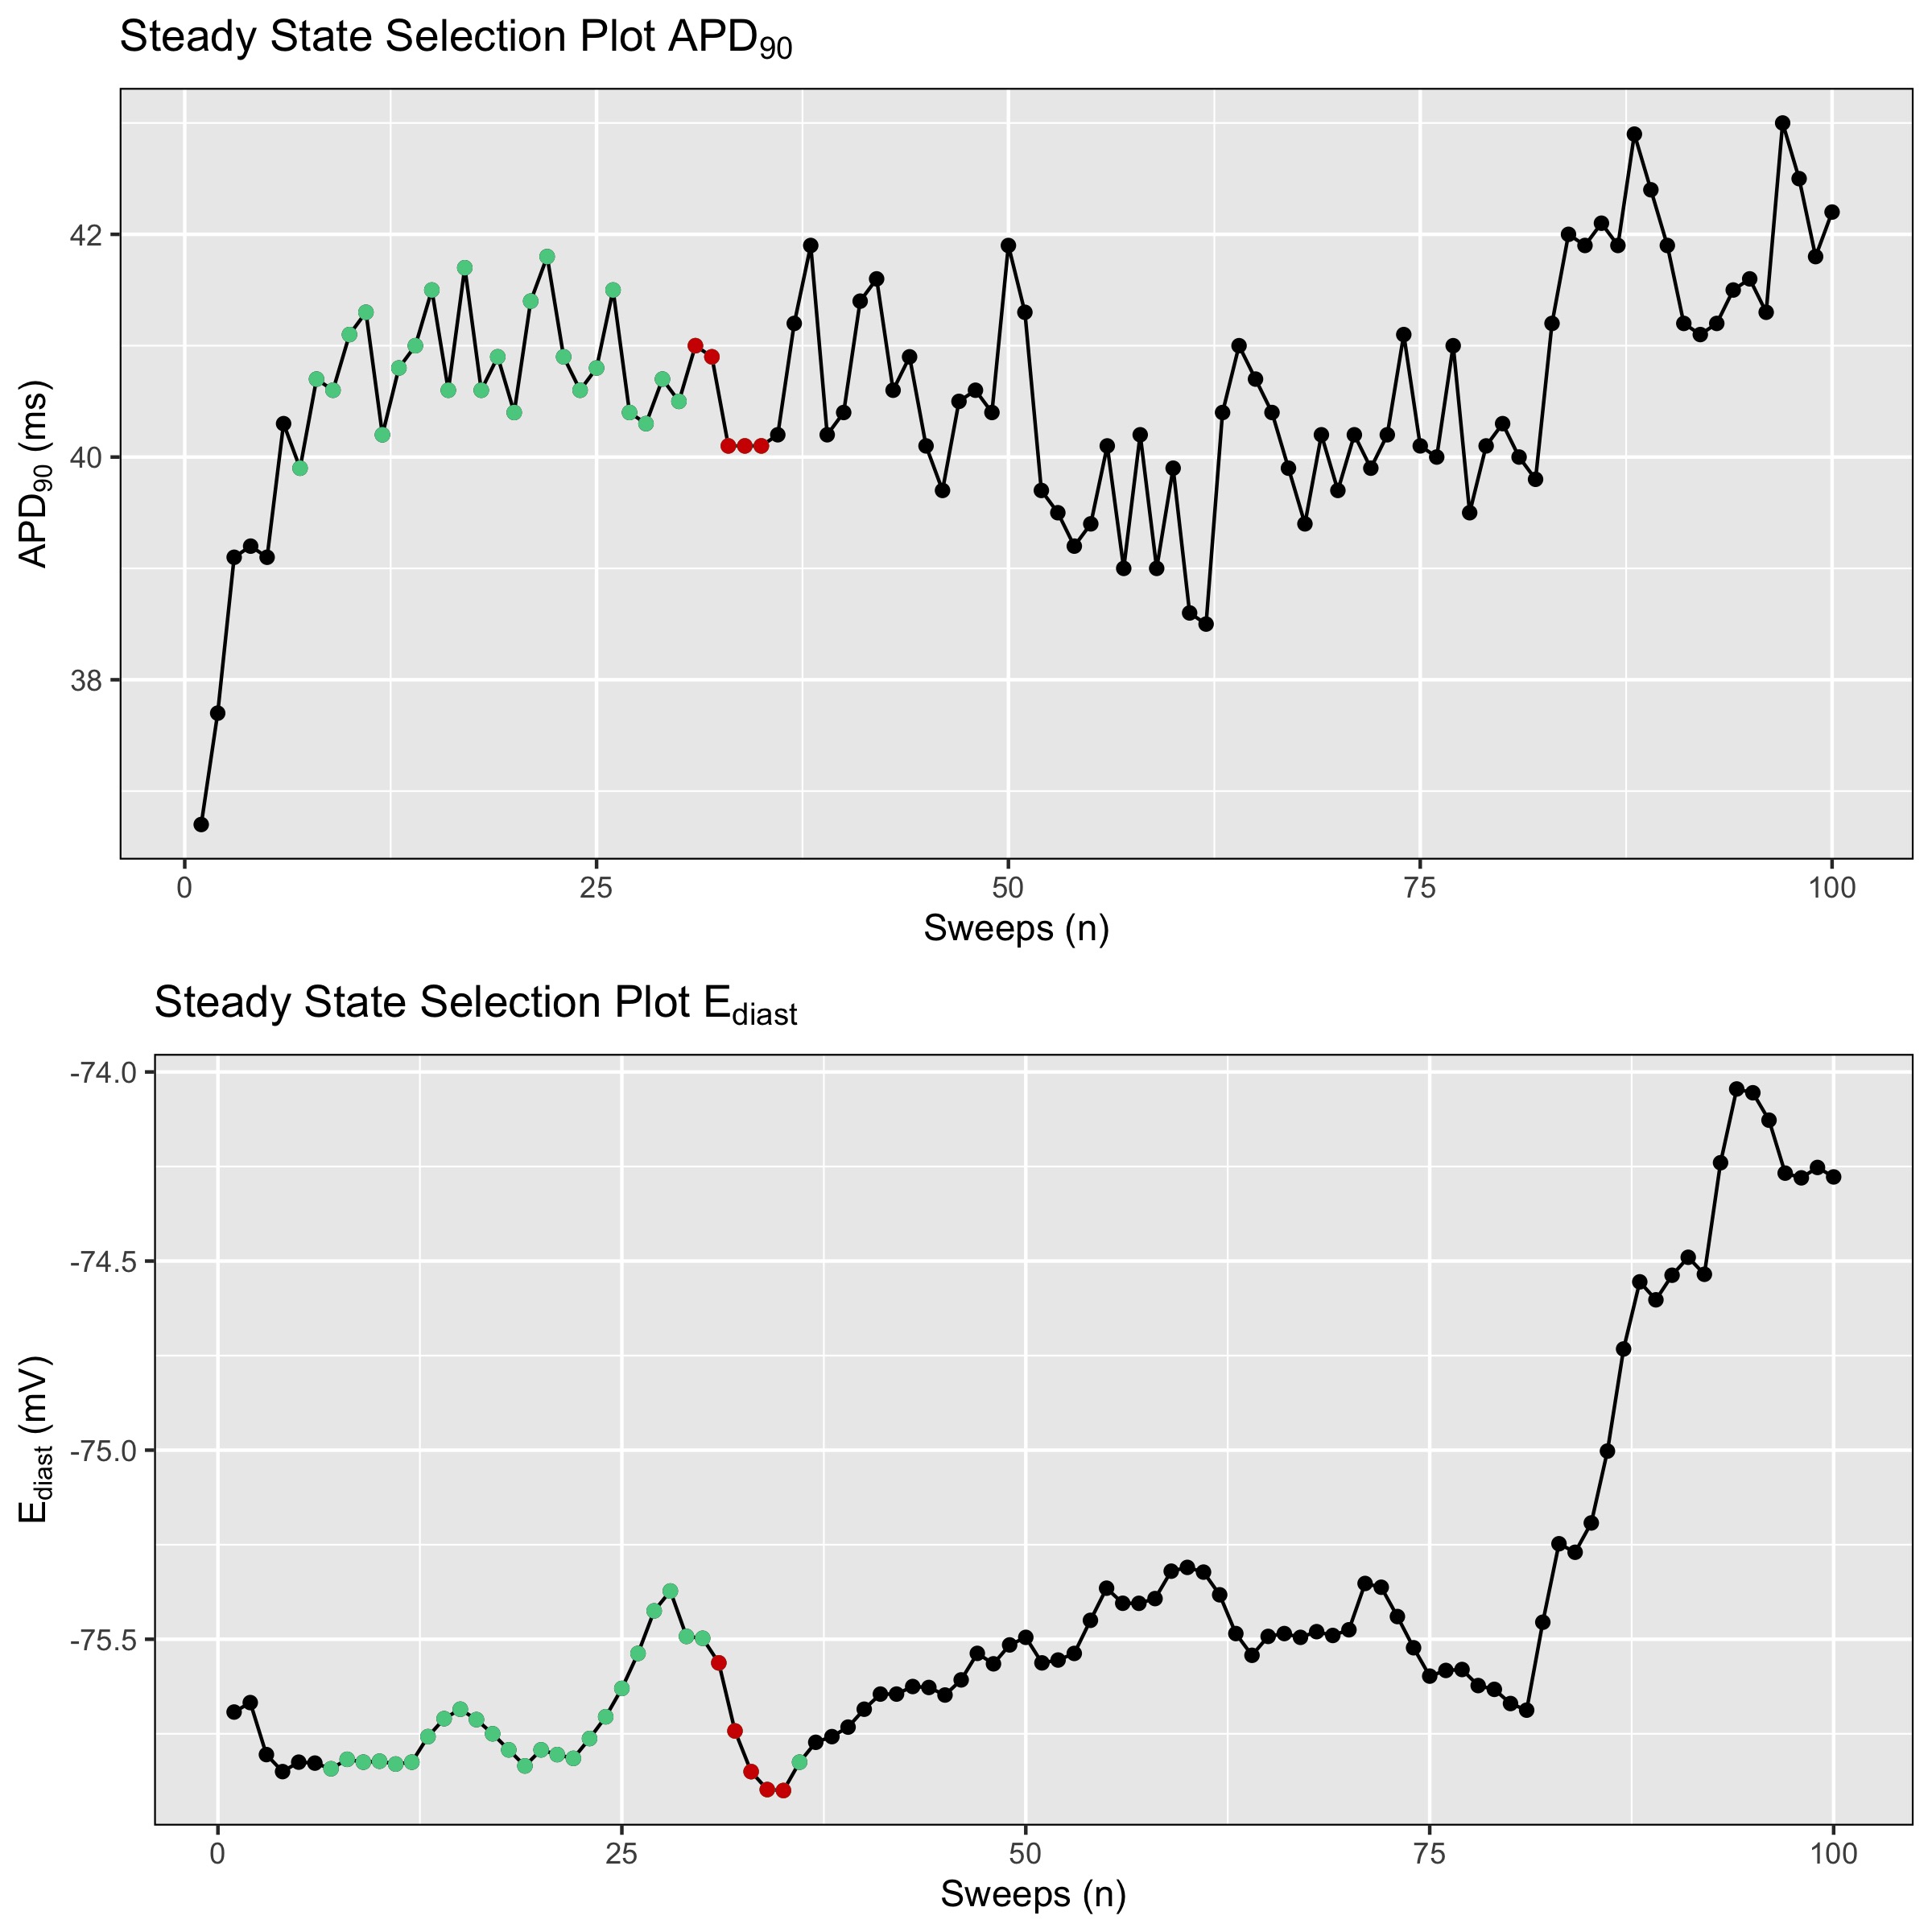 Steady State Selection Plot APD90
APD90 (ms)
42
40
38
0 25 50 75 100
Sweeps (n)
Steady State Selection Plot Ediast
Ediast (mV)
-74.0
-74.5
-75.0
-75.5
0 25 50 75 100
Sweeps (n)